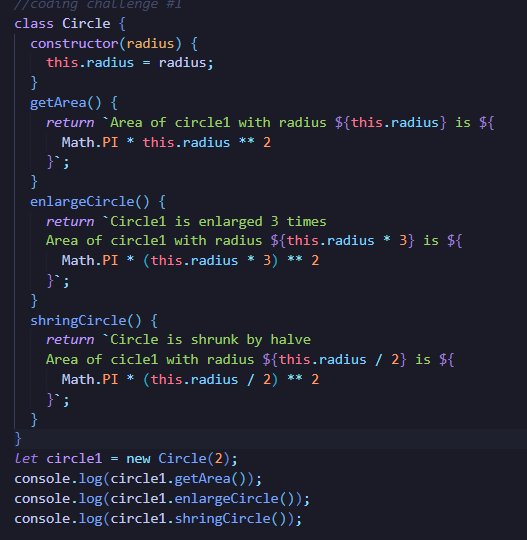 //coding challenge #1
class Circle {
  constructor(radius) {
    this.radius = radius;
  }
  getArea() {
    return `Area of circle1 with radius ${this.radius} is ${
      Math.PI * this.radius ** 2
    }`;
  }
  enlargeCircle() {
    return `Circle1 is enlarged 3 times
    Area of circle1 with radius ${this.radius * 3} is ${
      Math.PI * (this.radius * 3) ** 2
    }`;
  }
  shringCircle() {
    return `Circle is shrunk by halve
    Area of cicle1 with radius ${this.radius / 2} is ${
      Math.PI * (this.radius / 2) ** 2
    }`;
  }
}
let circle1 = new Circle(2);
console.log(circle1.getArea());
console.log(circle1.enlargeCircle());
console.log(circle1.shringCircle());